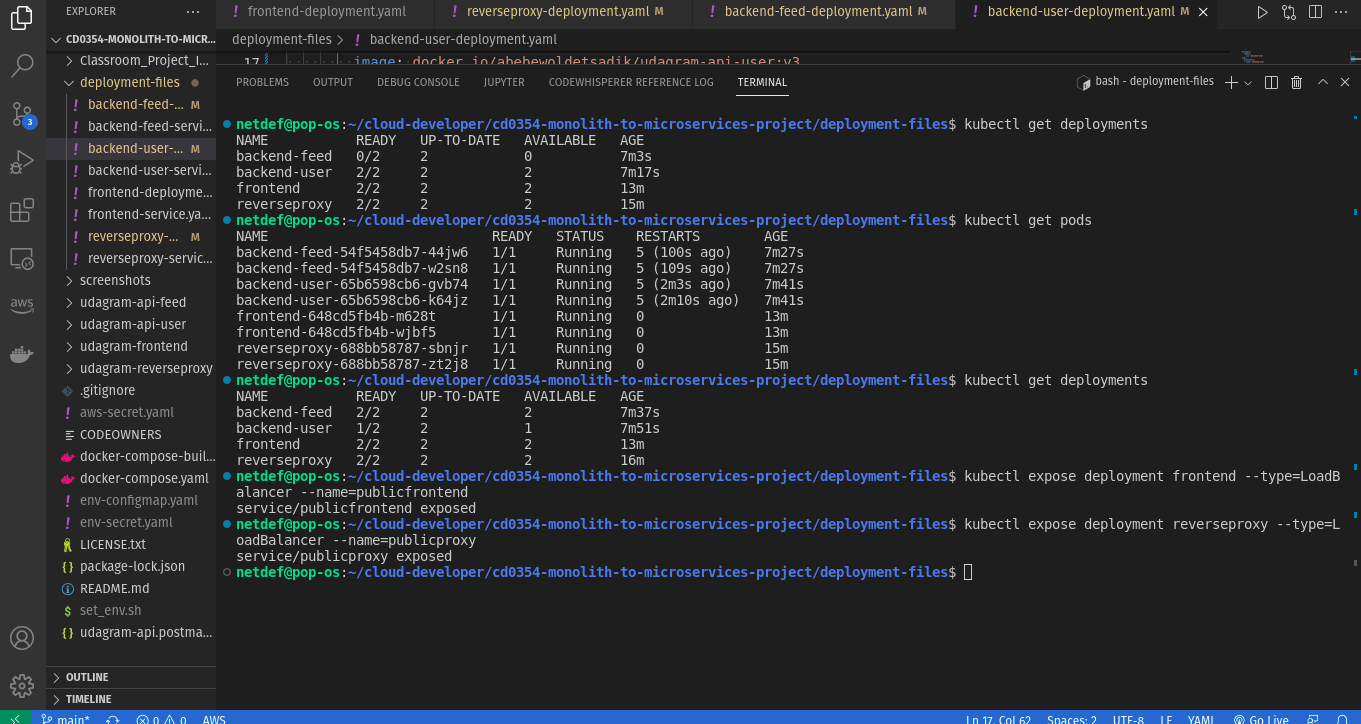 EXPLORER ...
CD0354-MONOLITH-TO-MICR...
Classroom_Project_I...
deployment-files
! backend-feed-... M
! backend-feed-servi...
! backend-user-... M
! backend-user-servi...
! frontend-deployme...
! frontend-service.ya...
! reverseproxy-... M
! reverseproxy-servic...
screenshots
udagram-api-feed
udagram-api-user
udagram-frontend
udagram-reverseproxy
.gitignore
! aws-secret.yaml
CODEOWNERS
docker-compose-buil...
docker-compose.yaml
! env-configmap.yaml
! env-secret.yaml
LICENSE.txt
{} package-lock.json
README.md
$ set_env.sh
{} udagram-api.postma...
OUTLINE
TIMELINE
3
aws
! frontend-deployment.yaml ! reverseproxy-deployment.yaml M ! backend-feed-deployment.yaml M ! backend-user-deployment.yaml M
deployment-files > ! backend-user-deployment.yaml
17 image: docker.io/abebewoldetsadik/udagram-api-user:v3
PROBLEMS OUTPUT DEBUG CONSOLE JUPYTER CODEWHISPERER REFERENCE LOG TERMINAL bash - deployment-files
netdef@pop-os:~/cloud-developer/cd0354-monolith-to-microservices-project/deployment-files$ kubectl get deployments
NAME READY UP-TO-DATE AVAILABLE AGE
backend-feed 0/2 2 0 7m3s
backend-user 2/2 2 2 7m17s
frontend 2/2 2 2 13m
reverseproxy 2/2 2 2 15m
netdef@pop-os:~/cloud-developer/cd0354-monolith-to-microservices-project/deployment-files$ kubectl get pods
NAME READY STATUS RESTARTS AGE
backend-feed-54f5458db7-44jw6 1/1 Running 5 (100s ago) 7m27s
backend-feed-54f5458db7-w2sn8 1/1 Running 5 (109s ago) 7m27s
backend-user-65b6598cb6-gvb74 1/1 Running 5 (2m3s ago) 7m41s
backend-user-65b6598cb6-k64jz 1/1 Running 5 (2m10s ago) 7m41s
frontend-648cd5fb4b-m628t 1/1 Running 0 13m
frontend-648cd5fb4b-wjbf5 1/1 Running 0 13m
reverseproxy-688bb58787-sbnjr 1/1 Running 0 15m
reverseproxy-688bb58787-zt2j8 1/1 Running 0 15m
netdef@pop-os:~/cloud-developer/cd0354-monolith-to-microservices-project/deployment-files$ kubectl get deployments
NAME READY UP-TO-DATE AVAILABLE AGE
backend-feed 2/2 2 2 7m37s
backend-user 1/2 2 1 7m51s
frontend 2/2 2 2 13m
reverseproxy 2/2 2 2 16m
netdef@pop-os:~/cloud-developer/cd0354-monolith-to-microservices-project/deployment-files$ kubectl expose deployment frontend --type=LoadB
alancer --name=publicfrontend
service/publicfrontend exposed
netdef@pop-os:~/cloud-developer/cd0354-monolith-to-microservices-project/deployment-files$ kubectl expose deployment reverseproxy --type=L
oadBalancer --name=publicproxy
service/publicproxy exposed
netdef@pop-os:~/cloud-developer/cd0354-monolith-to-microservices-project/deployment-files$
main* 0 0 AWS Ln 17, Col 62 Spaces: 2 UTF-8 LF YAML Go Live